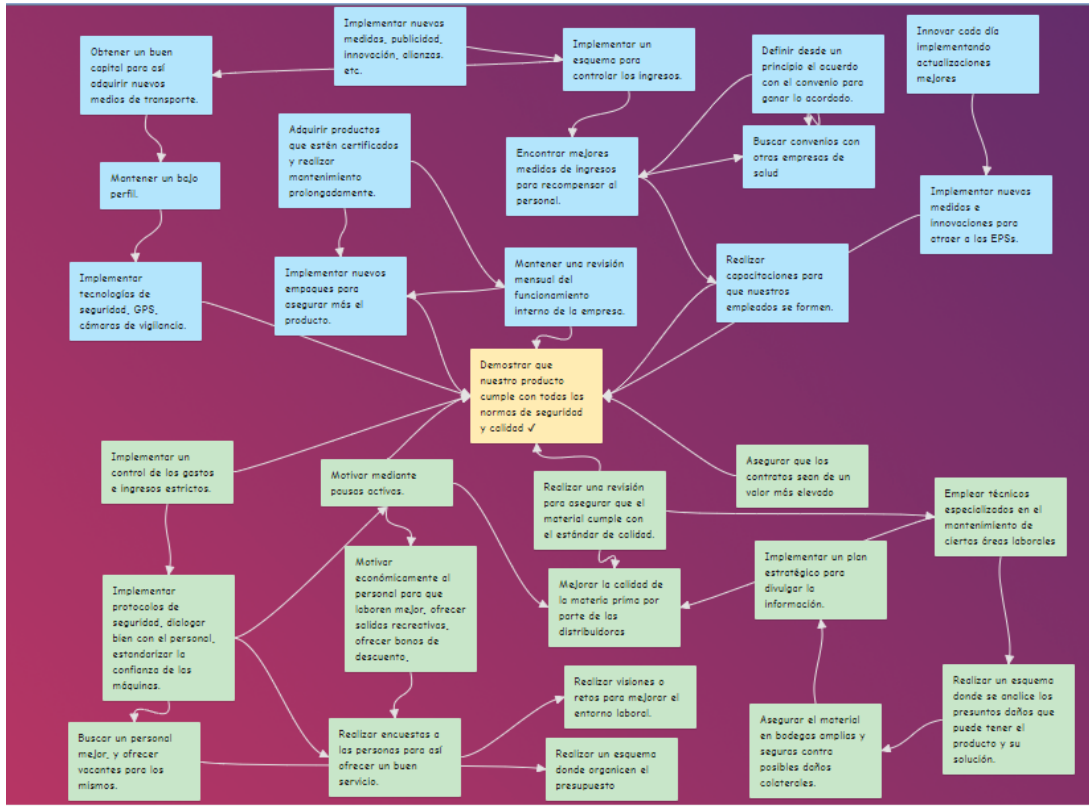 Obtener un buen
capital para así
adquirir nuevos
medios de transporte.
Implementar nuevas
medidas, publicidad,
innovación, alianzas.
etc.
Implementar un
esquema para
controlar los ingresos.
Definir desde un
principio el acuerdo
con el convenio para
ganar lo acordado.
Innovar cada día
implementando
actualizaciones
mejores
Mantener un bajo
perfil.
Adquirir productos
que estén certificados
y realizar
mantenimiento
prolongadamente.
Encontrar mejores
medidas de ingresos
para recompensar al
personal.
Buscar convenios con
otras empresas de
salud
Implementar nuevas
medidas e
innovaciones para
atraer a las EPSs.
Implementar
tecnologías de
seguridad, GPS,
cámaras de vigilancia.
Implementar nuevos
empaques para
asegurar más el
producto.
Mantener una revisión
mensual del
funcionamiento
interno de la empresa.
Realizar
capacitaciones para
que nuestros
empleados se formen.
Demostrar que
nuestro producto
cumple con todas las
normas de seguridad
y calidad ✓
Implementar un
control de los gastos
e ingresos estrictos.
Motivar mediante
pausas activas.
Realizar una revisión
para asegurar que el
material cumple con
el estándar de calidad.
Asegurar que los
contratos sean de un
valor más elevado
Emplear técnicos
especializados en el
mantenimiento de
ciertas áreas laborales
Implementar
protocolos de
seguridad, dialogar
bien con el personal,
estandarizar la
confianza de las
máquinas.
Motivar
económicamente al
personal para que
laboren mejor, ofrecer
salidas recreativas,
ofrecer bonos de
descuento,
Mejorar la calidad de
la materia prima por
parte de las
distribuidoras
Implementar un plan
estratégico para
divulgar la
información.
Buscar un personal
mejor, y ofrecer
vacantes para los
mismos.
Realizar encuestas a
las personas para así
ofrecer un buen
servicio.
Realizar visiones o
retos para mejorar el
entorno laboral.
Realizar un esquema
donde organicen el
presupuesto
Asegurar el material
en bodegas amplias y
seguras contra
posibles daños
colaterales.
Realizar un esquema
donde se analice los
presuntos daños que
puede tener el
producto y su
solución.